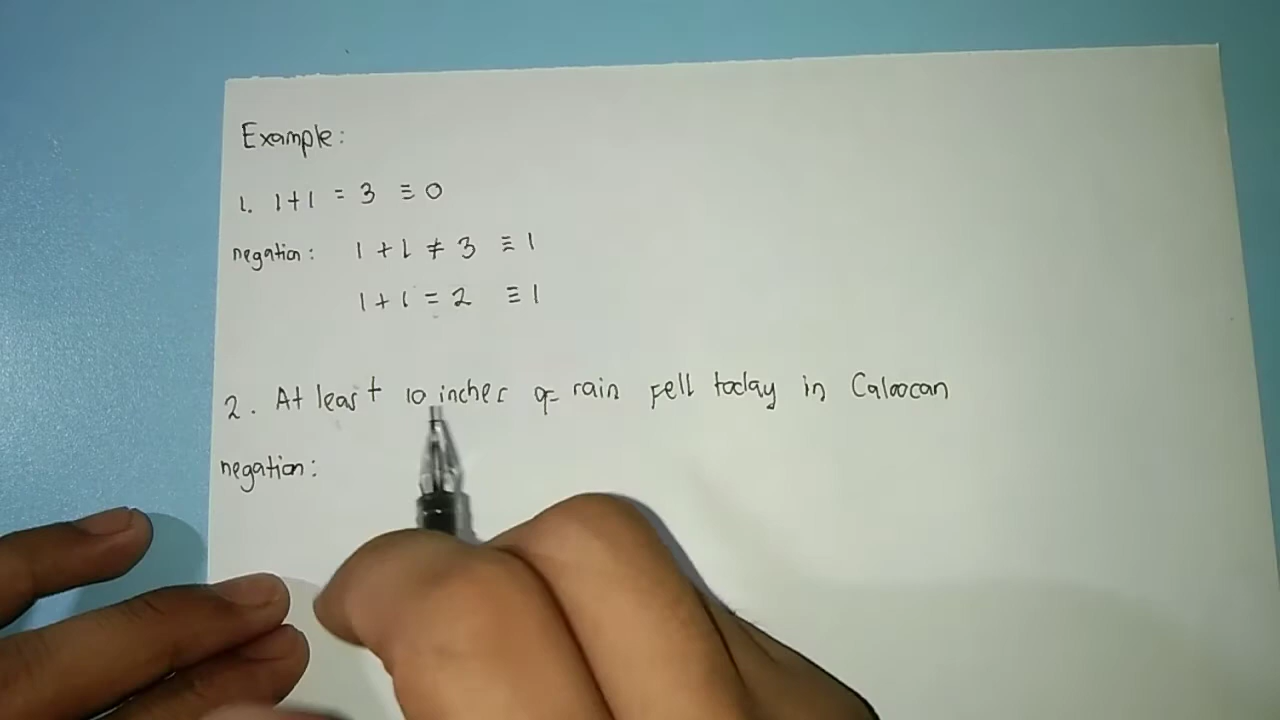 Example:
1. 1+1 = 3 ≡ 0
negation: 1 + 1 ≠ 3 ≡ 1
1 + 1 = 2 ≡ 1
2. At least 10 inches of rain fell today in Caloocan
negation: